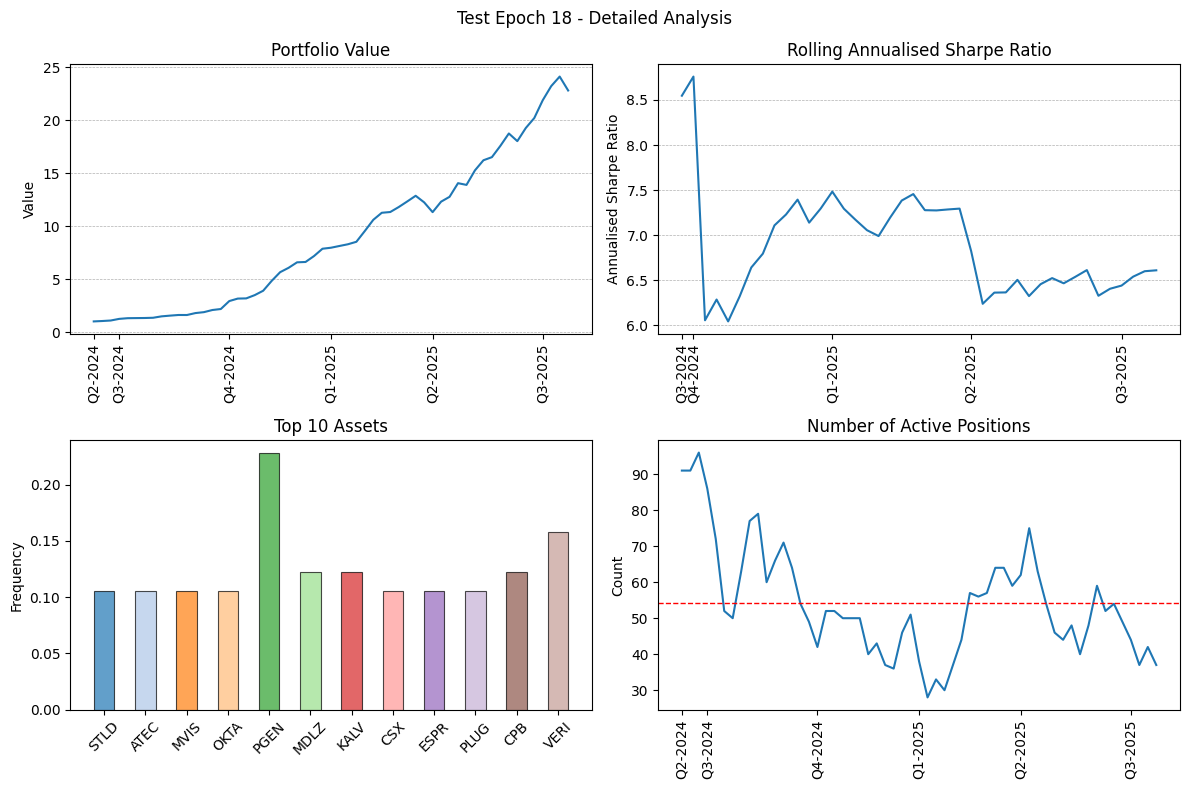 Test Epoch 18 - Detailed Analysis
Portfolio Value
Value
25
20
15
10
5
0
Q2-2024
Q3-2024
Q4-2024
Q1-2025
Q2-2025
Q3-2025
Rolling Annualised Sharpe Ratio
Annualised Sharpe Ratio
8.5
8.0
7.5
7.0
6.5
6.0
Q3-2024
Q4-2024
Q1-2025
Q2-2025
Q3-2025
Top 10 Assets
Frequency
0.20
0.15
0.10
0.05
0.00
STLD
ATEC
MVIS
OKTA
PGEN
MDLZ
KALV
CSX
ESPR
PLUG
CPB
VERI
Number of Active Positions
Count
90
80
70
60
50
40
30
Q2-2024
Q3-2024
Q4-2024
Q1-2025
Q2-2025
Q3-2025